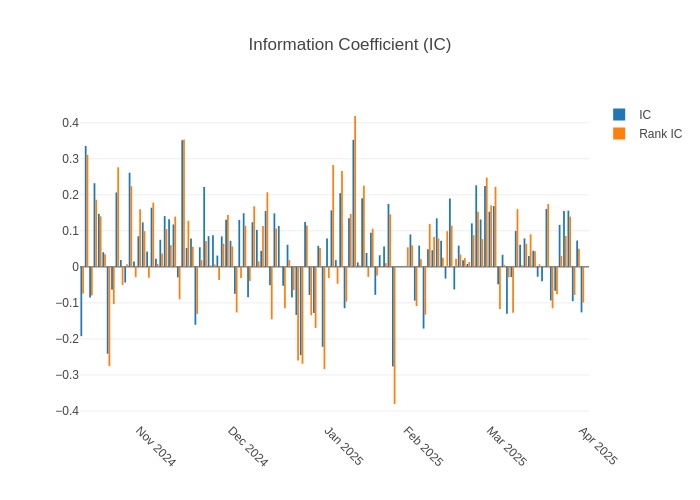 Information Coefficient (IC)
IC
Rank IC
0.4
0.3
0.2
0.1
0
−0.1
−0.2
−0.3
−0.4
Nov 2024
Dec 2024
Jan 2025
Feb 2025
Mar 2025
Apr 2025